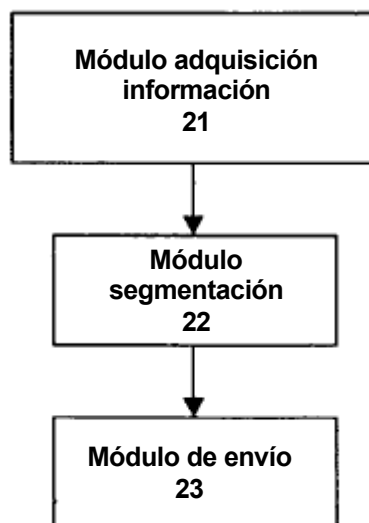 Módulo adquisición
información
21
Módulo
segmentación
22
Módulo de envío
23